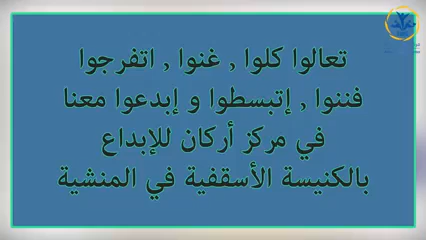 تعالوا كلوا , غنوا , اتفرجوا
فننوا , إتبسطوا و إبدعوا معنا
في مركز أركان للإبداع
بالكنيسة الأسقفية في المنشية